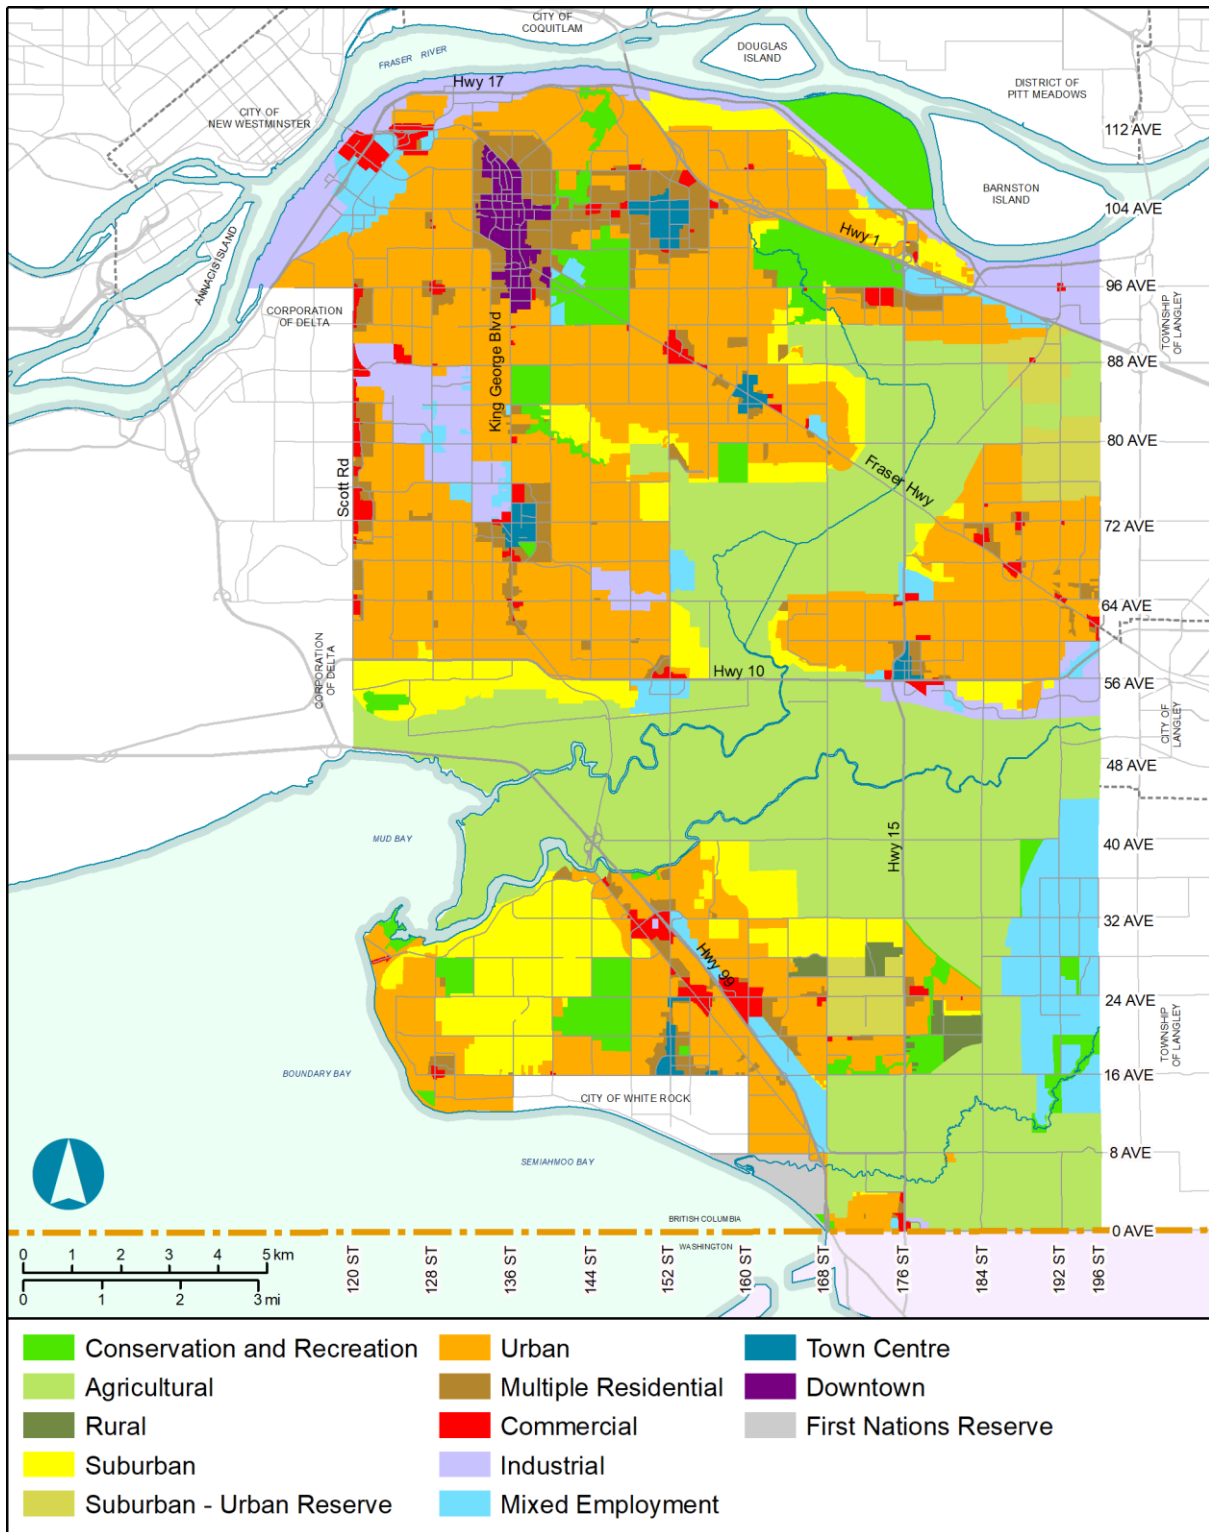 CITY OF
COQUITLAM
FRASER RIVER
DOUGLAS
ISLAND
Hwy 17
DISTRICT OF
PITT MEADOWS
CITY OF
NEW WESTMINSTER
112 AVE
BARNSTON
ISLAND
104 AVE
Hwy 1
ANNACIS ISLAND
96 AVE
CORPORATION
OF DELTA
TOWNSHIP
OF LANGLEY
King George Blvd
88 AVE
80 AVE
Fraser Hwy
Scott Rd
72 AVE
64 AVE
CORPORATION
OF DELTA
Hwy 10
56 AVE
CITY OF
LANGLEY
48 AVE
MUD BAY
Hwy 15
40 AVE
32 AVE
Hwy 99
24 AVE
TOWNSHIP
OF LANGLEY
BOUNDARY BAY
16 AVE
CITY OF WHITE ROCK
SEMIAHMOO BAY
8 AVE
BRITISH COLUMBIA
0 AVE
WASHINGTON
0 1 2 3 4 5 km
0 1 2 3 mi
120 ST
128 ST
136 ST
144 ST
152 ST
160 ST
168 ST
176 ST
184 ST
192 ST
196 ST
Conservation and Recreation
Agricultural
Rural
Suburban
Suburban - Urban Reserve
Urban
Multiple Residential
Commercial
Industrial
Mixed Employment
Town Centre
Downtown
First Nations Reserve